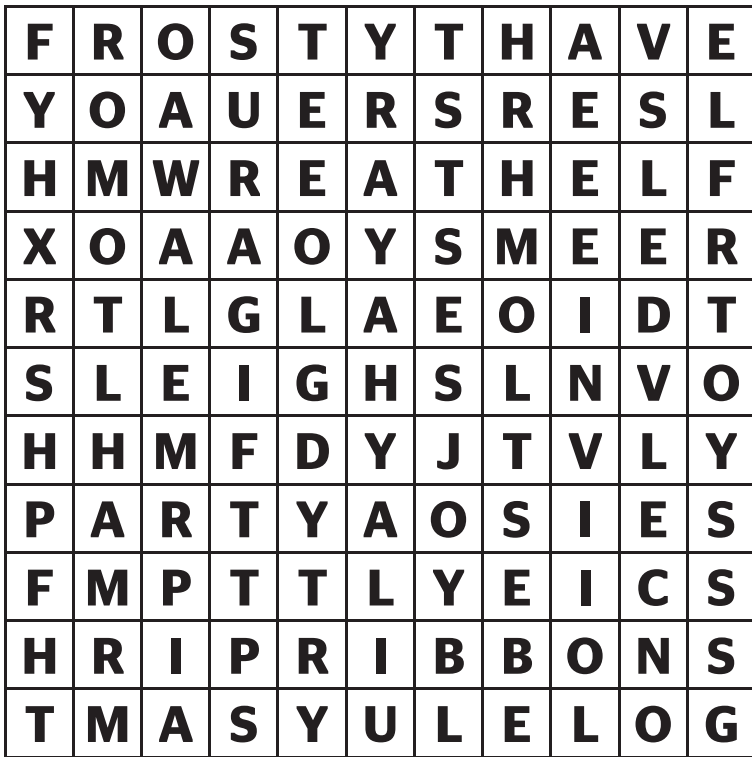 F R O S T Y T H A V E
Y O A U E R S R E S L
H M W R E A T H E L F
X O A A O Y S M E E R
R T L G L A E O I D T
S L E I G H S L N V O
H H M F D Y J T V L Y
P A R T Y A O S I E S
F M P T T L Y E I C S
H R I P R I B B O N S
T M A S Y U L E L O G